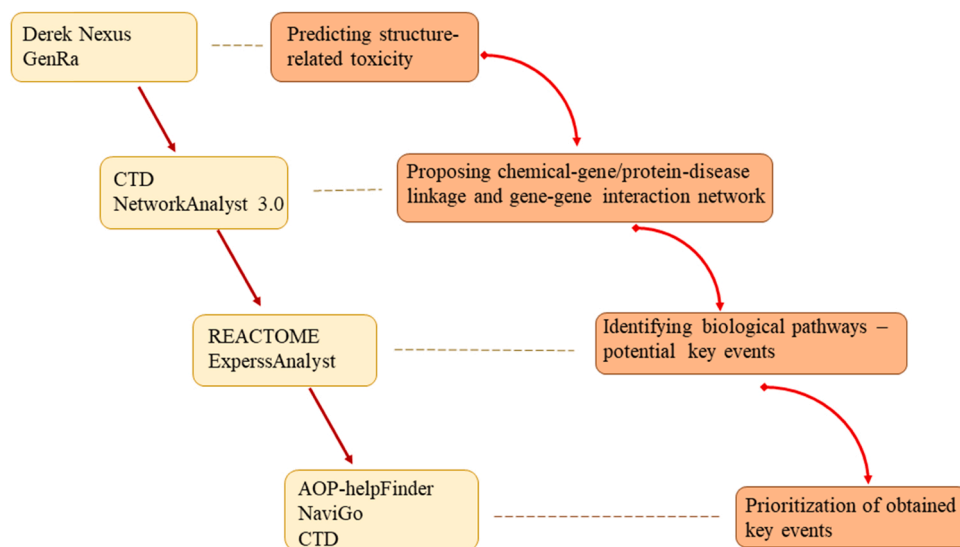 Derek Nexus
GenRa
Predicting structure-
related toxicity
CTD
NetworkAnalyst 3.0
Proposing chemical-gene/protein-disease
linkage and gene-gene interaction network
REACTOME
ExperssAnalyst
Identifying biological pathways –
potential key events
AOP-helpFinder
NaviGo
CTD
Prioritization of obtained
key events